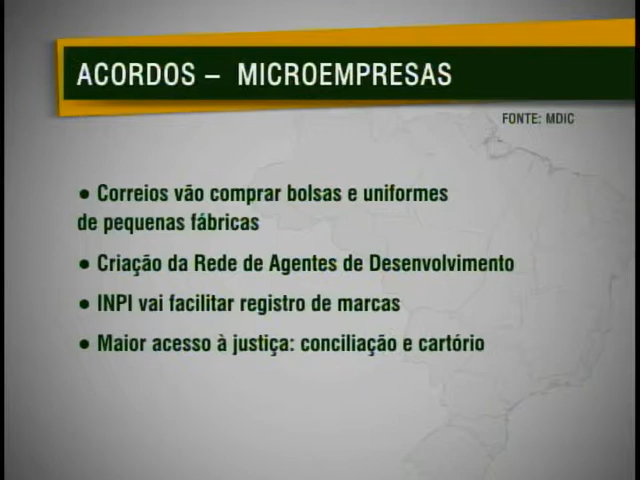 ACORDOS – MICROEMPRESAS
FONTE: MDIC
● Correios vão comprar bolsas e uniformes
de pequenas fábricas
● Criação da Rede de Agentes de Desenvolvimento
● INPI vai facilitar registro de marcas
● Maior acesso à justiça: conciliação e cartório